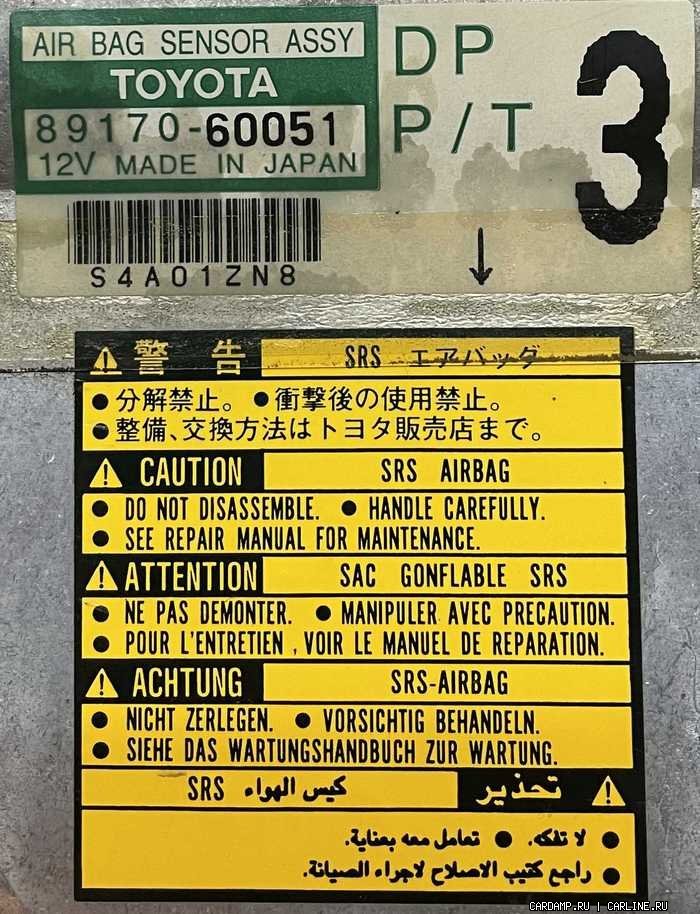 AIR BAG SENSOR ASSY
TOYOTA
89170-60051
12V MADE IN JAPAN
S4A01ZN8
DP
P/T
3
警告 SRS エアバッグ
●分解禁止。 ●衝撃後の使用禁止。
●整備、交換方法はトヨタ販売店まで。
CAUTION SRS AIRBAG
● DO NOT DISASSEMBLE. ● HANDLE CAREFULLY.
● SEE REPAIR MANUAL FOR MAINTENANCE.
ATTENTION SAC GONFLABLE SRS
● NE PAS DEMONTER. ● MANIPULER AVEC PRECAUTION.
● POUR L'ENTRETIEN , VOIR LE MANUEL DE REPARATION.
ACHTUNG SRS-AIRBAG
● NICHT ZERLEGEN. ● VORSICHTIG BEHANDELN.
● SIEHE DAS WARTUNGSHANDBUCH ZUR WARTUNG.
تحذير كيس الهواء SRS
● لا تفكه. ● تعامل معه بعناية.
● راجع كتيب الاصلاح لاجراء الصيانة.
CARDAMP.RU | CARLINE.RU